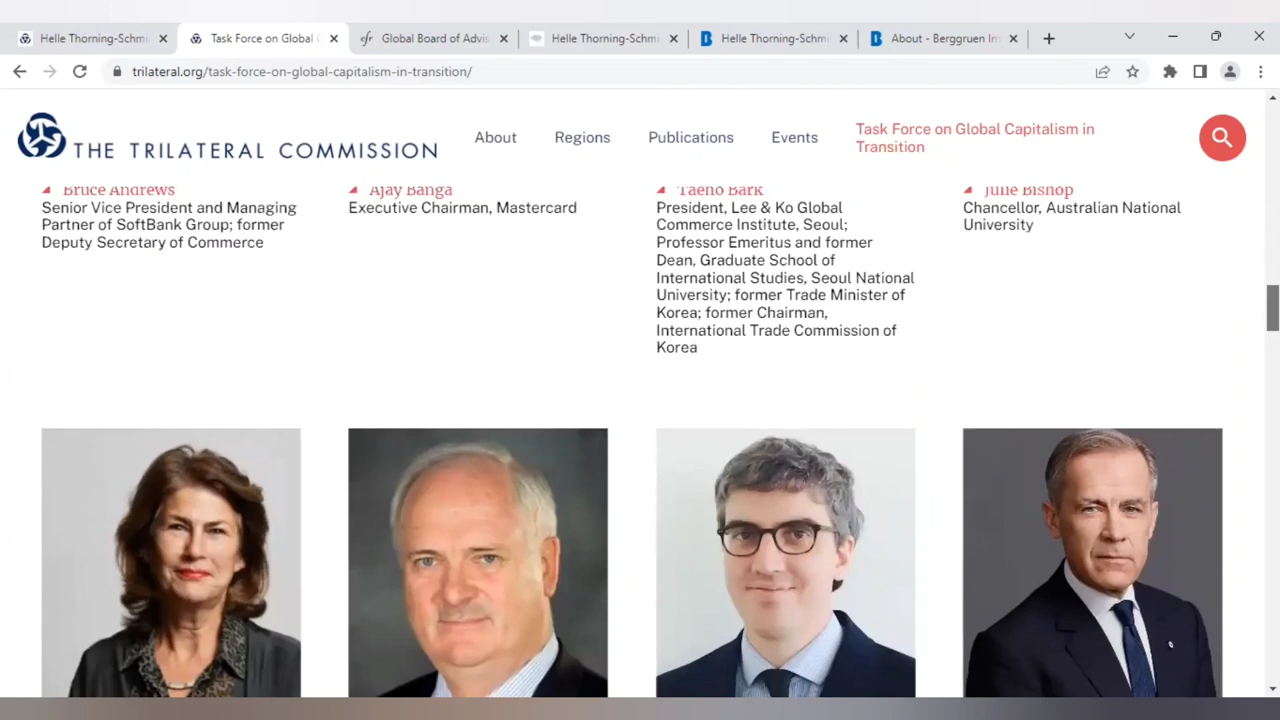 Helle Thorning-Schmi
Task Force on Global C
ecfr
Global Board of Advis
Helle Thorning-Schmi
Helle Thorning-Schmi
About - Berggruen In
trilateral.org/task-force-on-global-capitalism-in-transition/
THE TRILATERAL COMMISSION
About
Regions
Publications
Events
Task Force on Global Capitalism in
Transition
Bruce Andrews
Senior Vice President and Managing
Partner of SoftBank Group; former
Deputy Secretary of Commerce
Ajay Banga
Executive Chairman, Mastercard
Taeho Bark
President, Lee & Ko Global
Commerce Institute, Seoul;
Professor Emeritus and former
Dean, Graduate School of
International Studies, Seoul National
University; former Trade Minister of
Korea; former Chairman,
International Trade Commission of
Korea
Julie Bishop
Chancellor, Australian National
University